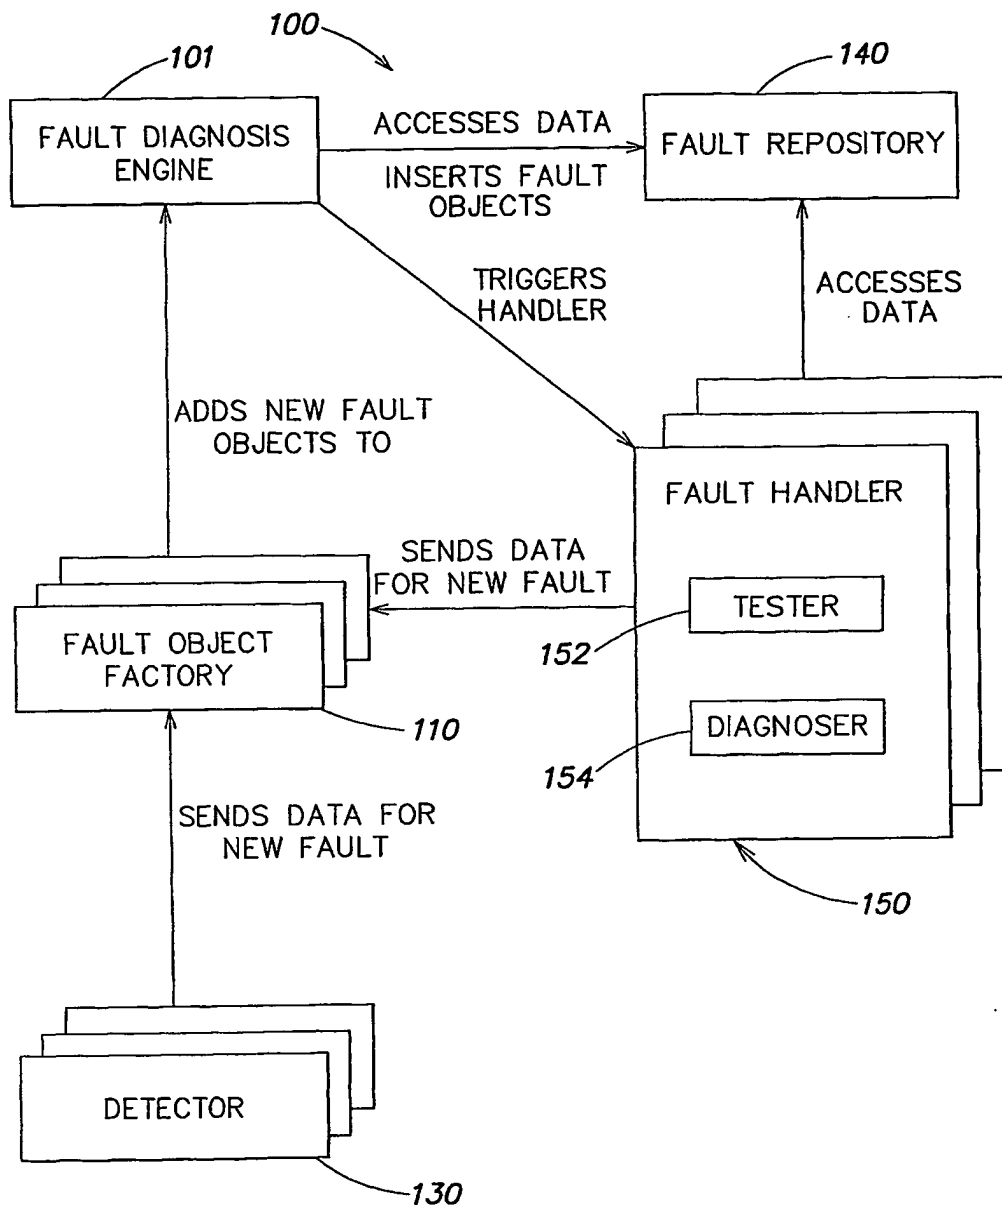 100
101
140
FAULT DIAGNOSIS
ENGINE
ACCESSES DATA
INSERTS FAULT
OBJECTS
FAULT REPOSITORY
TRIGGERS
HANDLER
ACCESSES
DATA
ADDS NEW FAULT
OBJECTS TO
FAULT HANDLER
SENDS DATA
FOR NEW FAULT
TESTER
152
FAULT OBJECT
FACTORY
110
DIAGNOSER
154
SENDS DATA FOR
NEW FAULT
150
DETECTOR
130